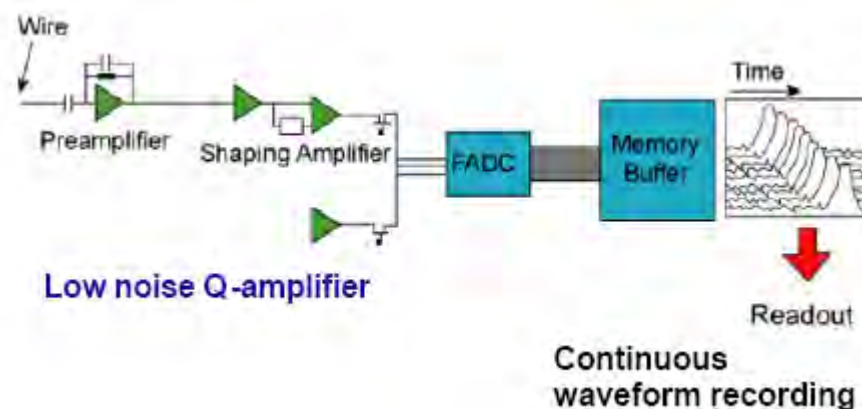 Wire
Time
Preamplifier
Shaping Amplifier
FADC
Memory
Buffer
Low noise Q-amplifier
Readout
Continuous
waveform recording